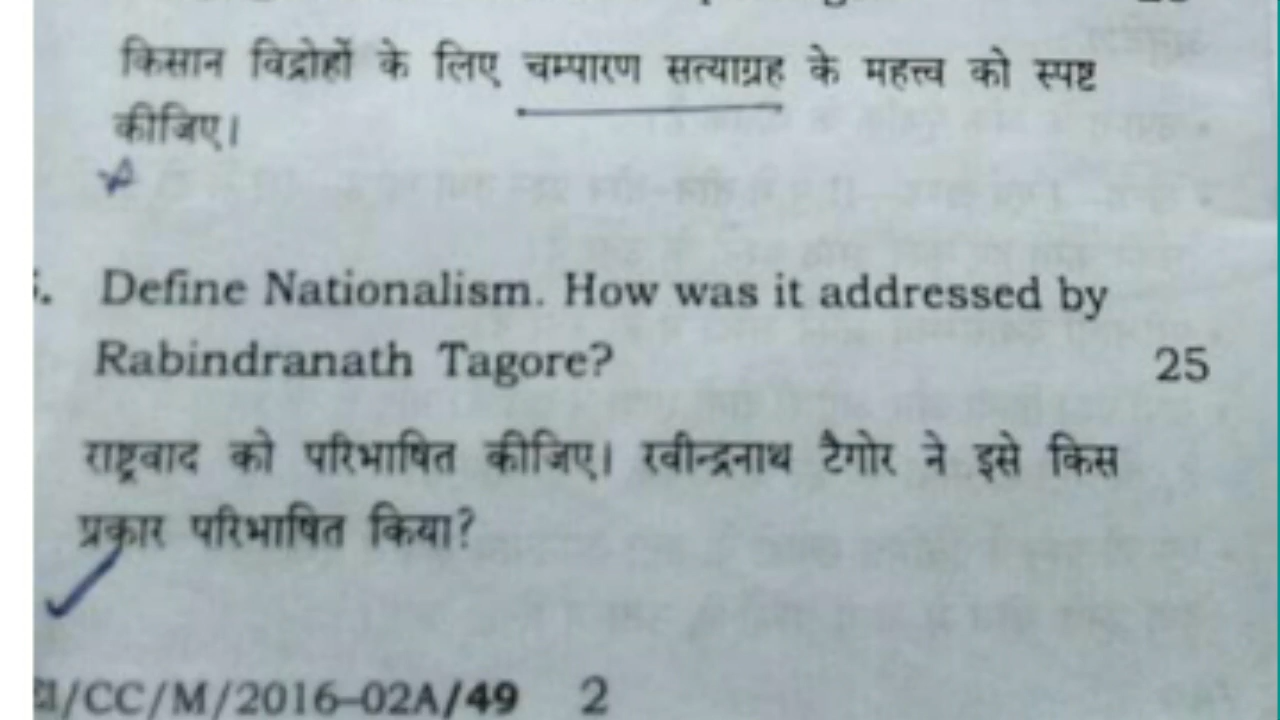 किसान विद्रोहों के लिए चम्पारण सत्याग्रह के महत्त्व को स्पष्ट
कीजिए।
Define Nationalism. How was it addressed by
Rabindranath Tagore? 25
राष्ट्रवाद को परिभाषित कीजिए। रवीन्द्रनाथ टैगोर ने इसे किस
प्रकार परिभाषित किया?
/CC/M/2016–02A/49 2